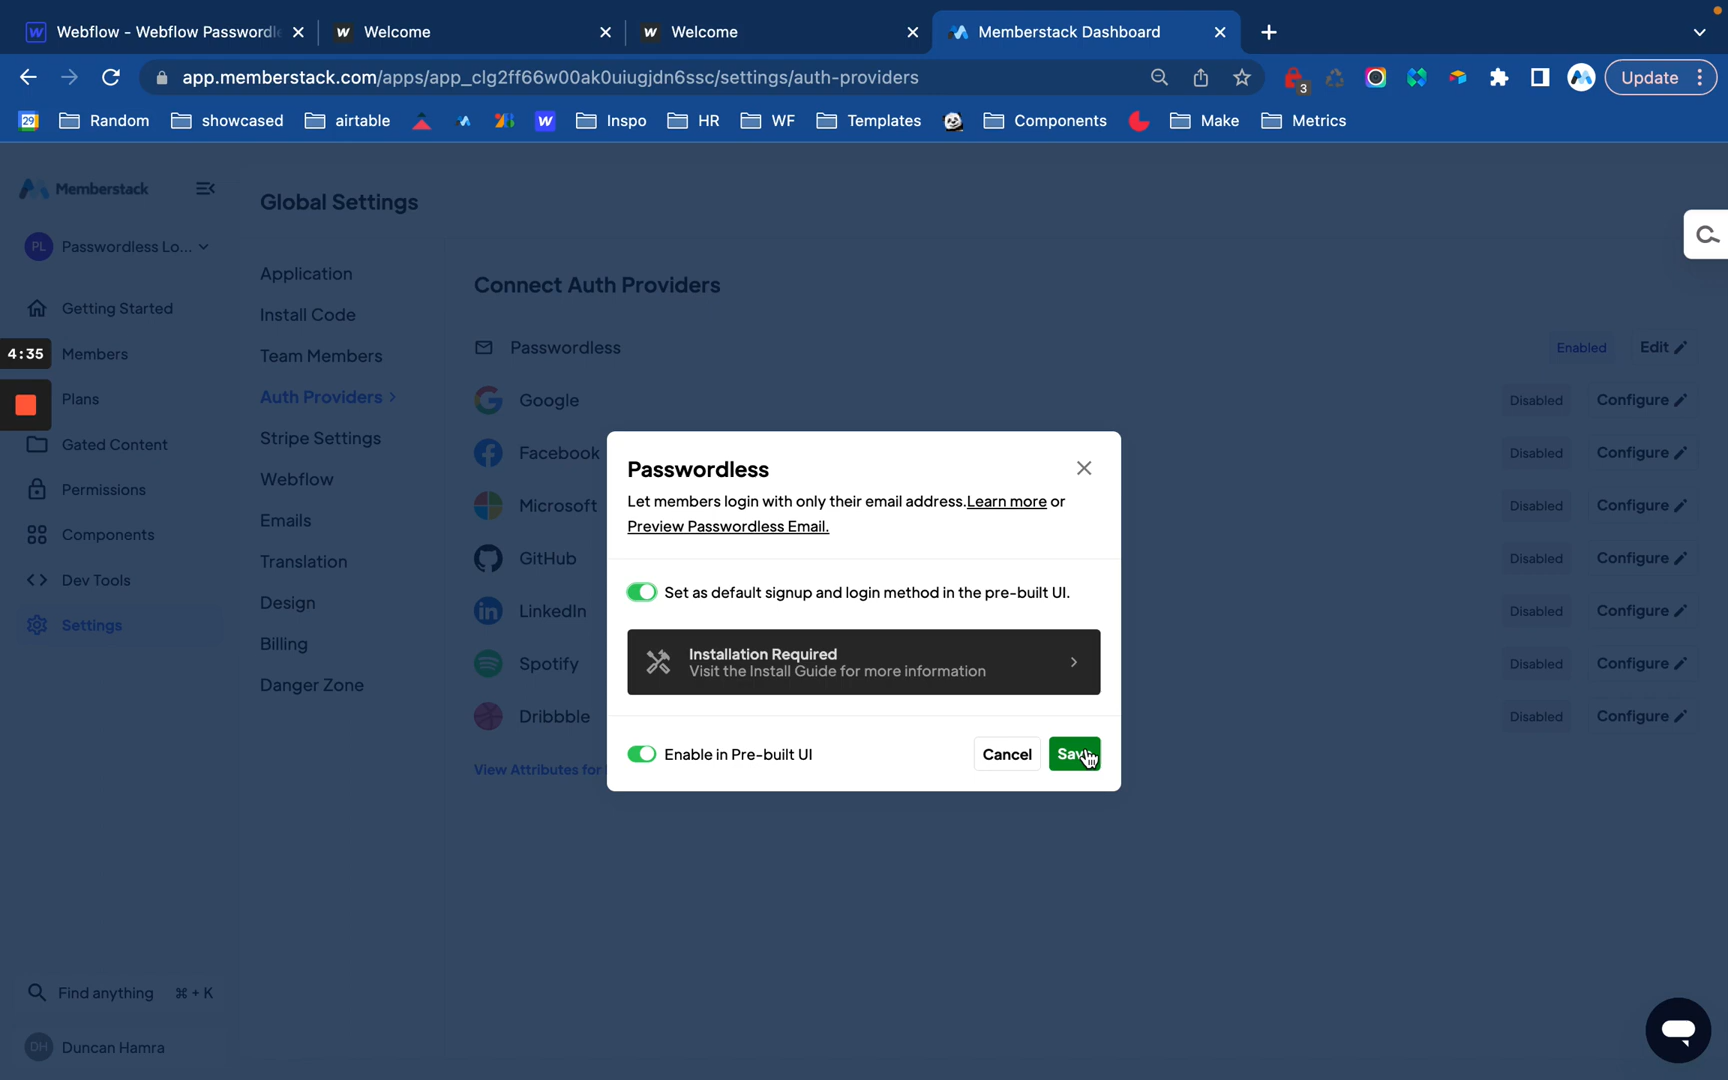 Webflow - Webflow Passwordl
Welcome
Welcome
Memberstack Dashboard
app.memberstack.com/apps/app_clg2ff66w00ak0uiugjdn6ssc/settings/auth-providers
3
Update
29
Random
showcased
airtable
Inspo
HR
WF
Templates
Components
Make
Metrics
Memberstack
PL
Passwordless Lo...
Getting Started
4:35
Members
Plans
Gated Content
Permissions
Components
Dev Tools
Settings
Find anything
⌘ + K
DH
Duncan Hamra
Global Settings
Application
Install Code
Team Members
Auth Providers >
Stripe Settings
Webflow
Emails
Translation
Design
Billing
Danger Zone
Connect Auth Providers
Passwordless
Enabled
Edit
Google
Disabled
Configure
Facebook
Disabled
Configure
Microsoft
Disabled
Configure
GitHub
Disabled
Configure
LinkedIn
Disabled
Configure
Spotify
Disabled
Configure
Dribbble
Disabled
Configure
View Attributes for
Passwordless
Let members login with only their email address.Learn more or
Preview Passwordless Email.
Set as default signup and login method in the pre-built UI.
Installation Required
Visit the Install Guide for more information
Enable in Pre-built UI
Cancel
Save